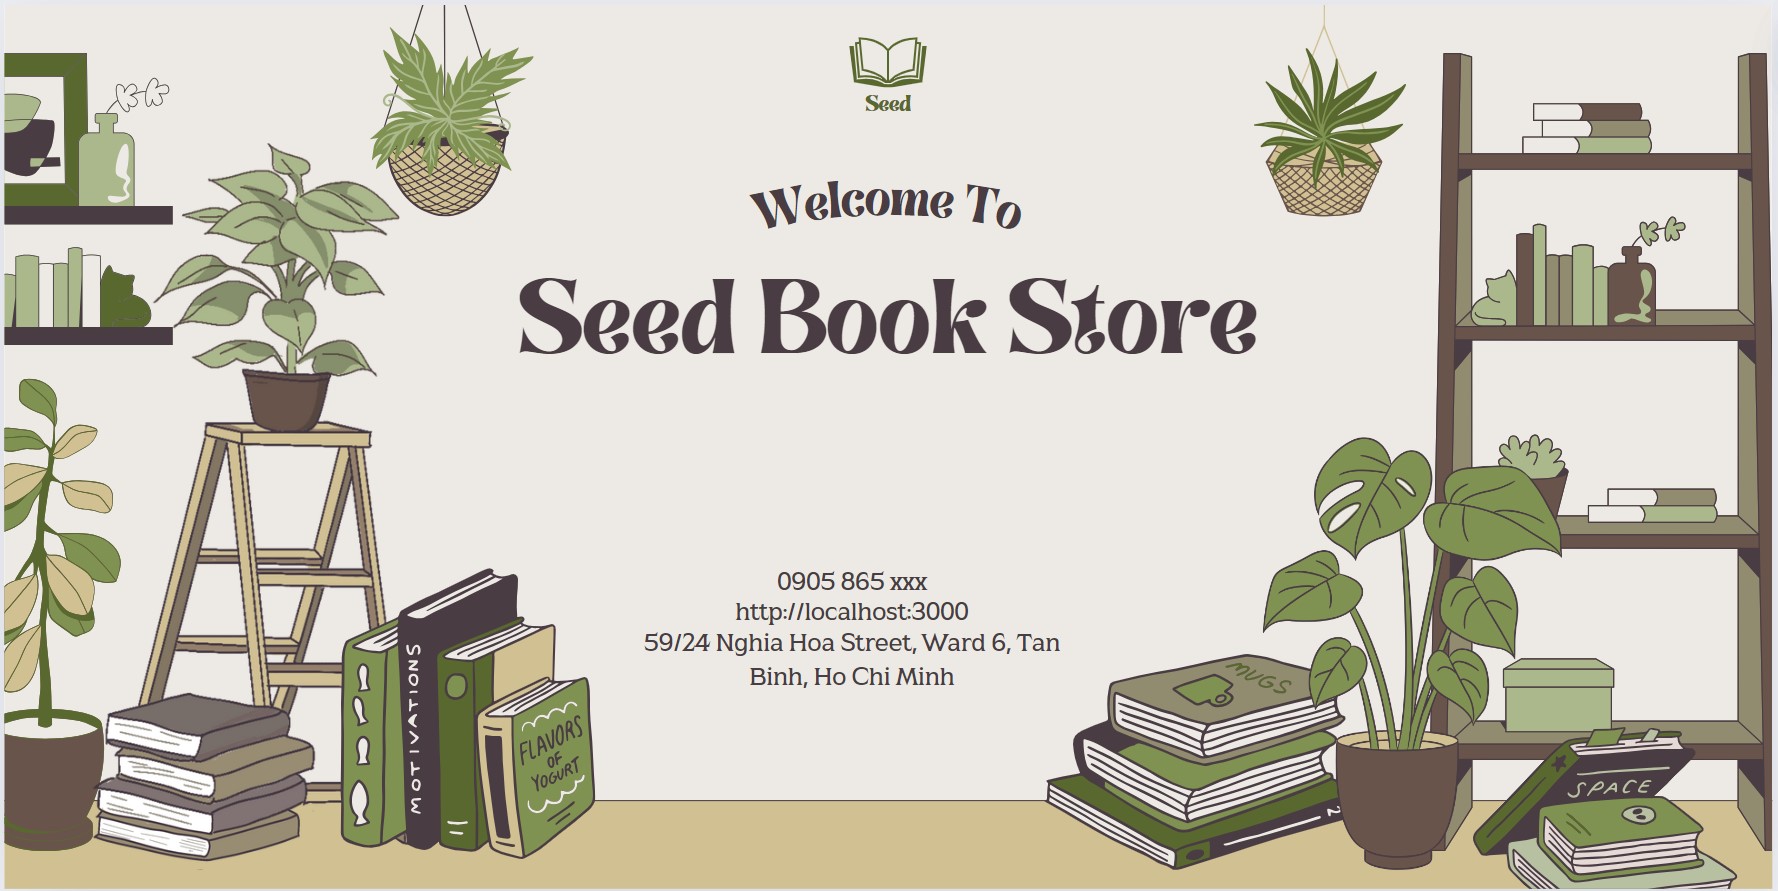 Seed
Welcome To
Seed Book Store
0905 865 xxx
http://localhost:3000
59/24 Nghia Hoa Street, Ward 6, Tan
Binh, Ho Chi Minh
MOTIVATIONS
FLAVORS
OF
YOGURT
MUGS
2
SPACE